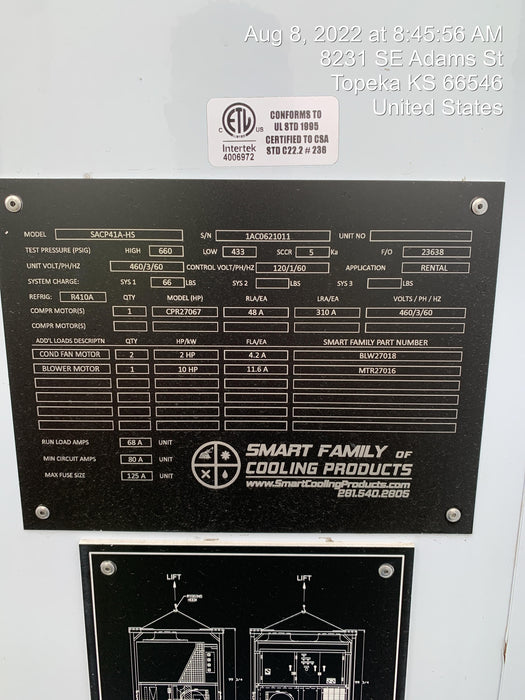 Aug 8, 2022 at 8:45:56 AM
8231 SE Adams St
Topeka KS 66546
United States
ETL
C US
Intertek
4006972
CONFORMS TO
UL STD 1995
CERTIFIED TO CSA
STD C22.2 # 236
MODEL SACP41A-HS S/N 1AC0621011 UNIT NO
TEST PRESSURE (PSIG) HIGH 660 LOW 433 SCCR 5 Ka F/O 23638
UNIT VOLT/PH/HZ 460/3/60 CONTROL VOLT/PH/HZ 120/1/60 APPLICATION RENTAL
SYSTEM CHARGE: SYS 1 66 LBS SYS 2 LBS SYS 3 LBS
REFRIG: R410A QTY MODEL (HP) RLA/EA LRA/EA VOLTS / PH / HZ
COMPR MOTOR(S) 1 CPR27067 48 A 310 A 460/3/60
COMPR MOTOR(S)
ADD'L LOADS DESCRIPTN QTY HP/kW FLA/EA SMART FAMILY PART NUMBER
COND FAN MOTOR 2 2 HP 4.2 A BLW27018
BLOWER MOTOR 1 10 HP 11.6 A MTR27016
RUN LOAD AMPS 68 A UNIT
MIN CIRCUIT AMPS 80 A UNIT
MAX FUSE SIZE 125 A UNIT
SMART FAMILY OF
COOLING PRODUCTS
www.SmartCoolingProducts.com
281.540.2805
LIFT LIFT